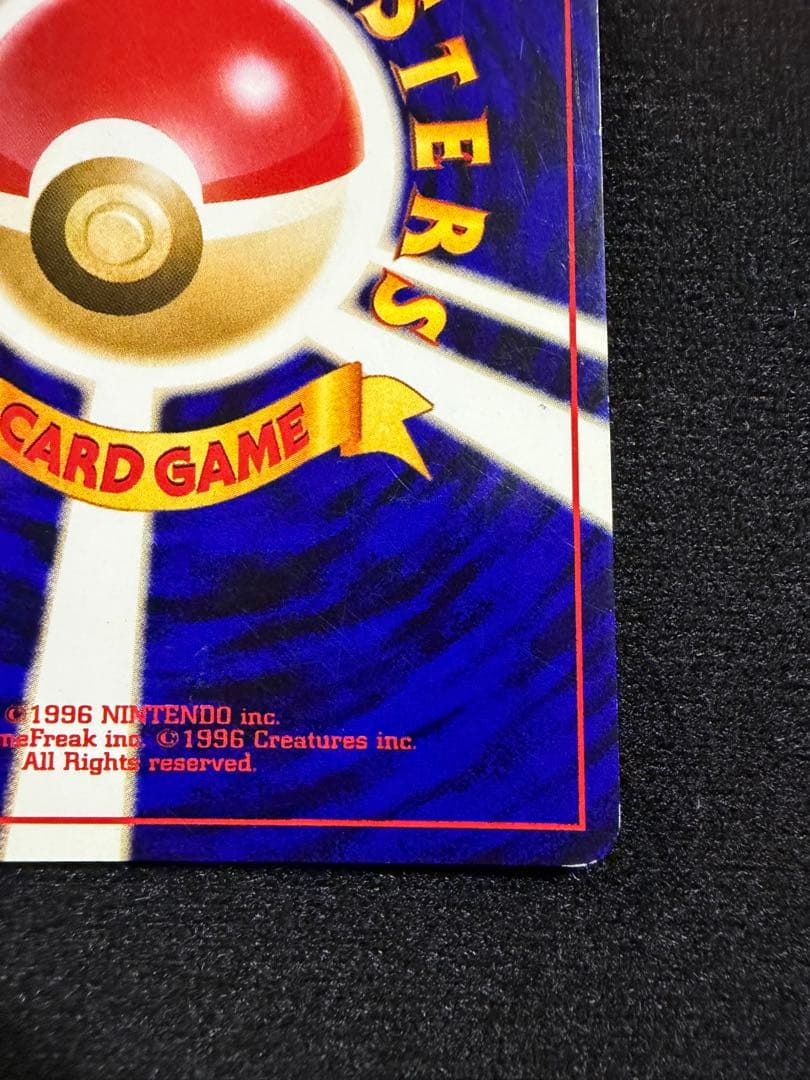 STERS
CARD GAME
©1996 NINTENDO inc.
meFreak inc. ©1996 Creatures inc.
All Rights reserved.